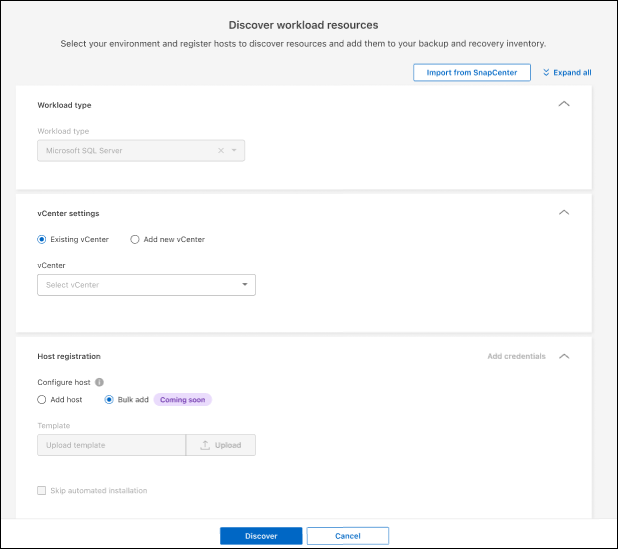 Discover workload resources
Select your environment and register hosts to discover resources and add them to your backup and recovery inventory.
Import from SnapCenter
Expand all
Workload type
Workload type
Microsoft SQL Server
vCenter settings
Existing vCenter
Add new vCenter
vCenter
Select vCenter
Host registration
Add credentials
Configure host
Add host
Bulk add
Coming soon
Template
Upload template
Upload
Skip automated installation
Discover
Cancel